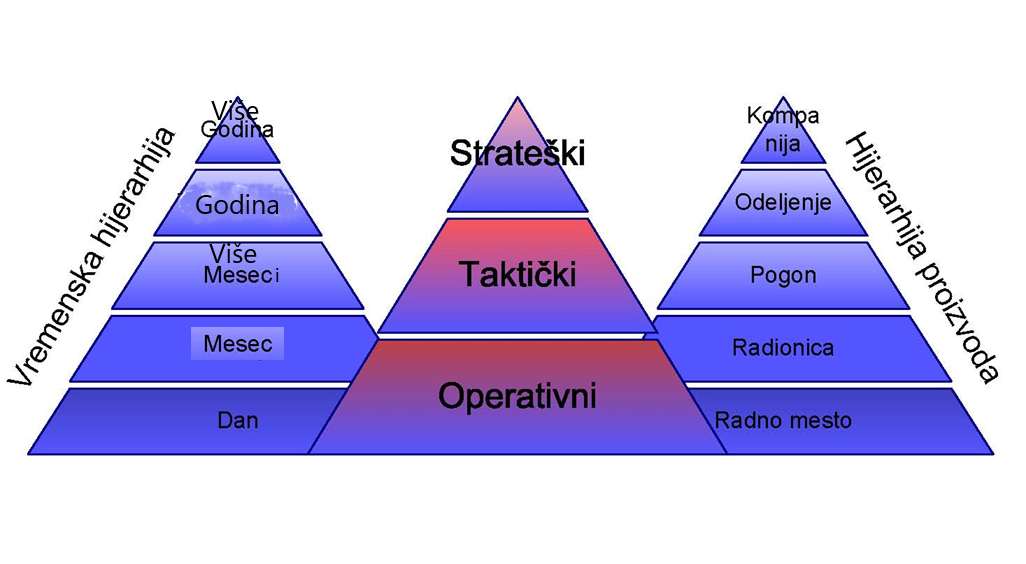 Vremenska hijerarhija
Više
Godina
Godina
Više
Meseci
Mesec
Dan
Strateški
Taktički
Operativni
Kompa
nija
Odeljenje
Pogon
Radionica
Radno mesto
Hijerarhija proizvoda